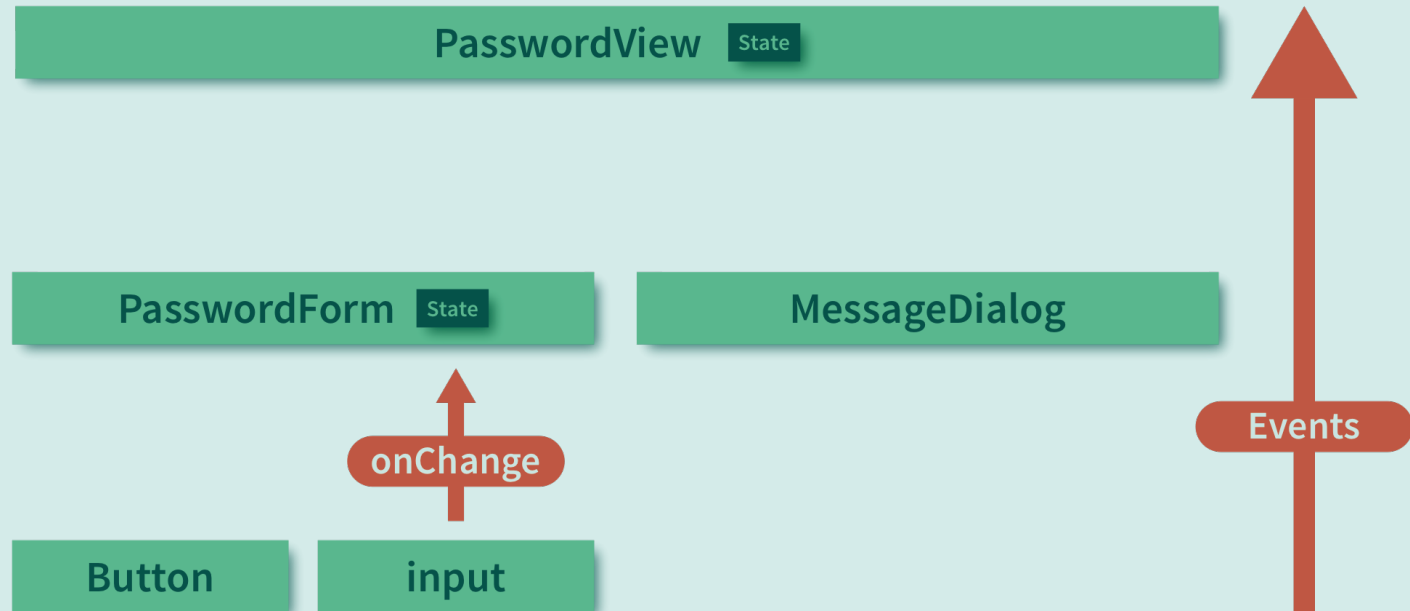 PasswordView State
PasswordForm State
MessageDialog
Events
onChange
Button
input